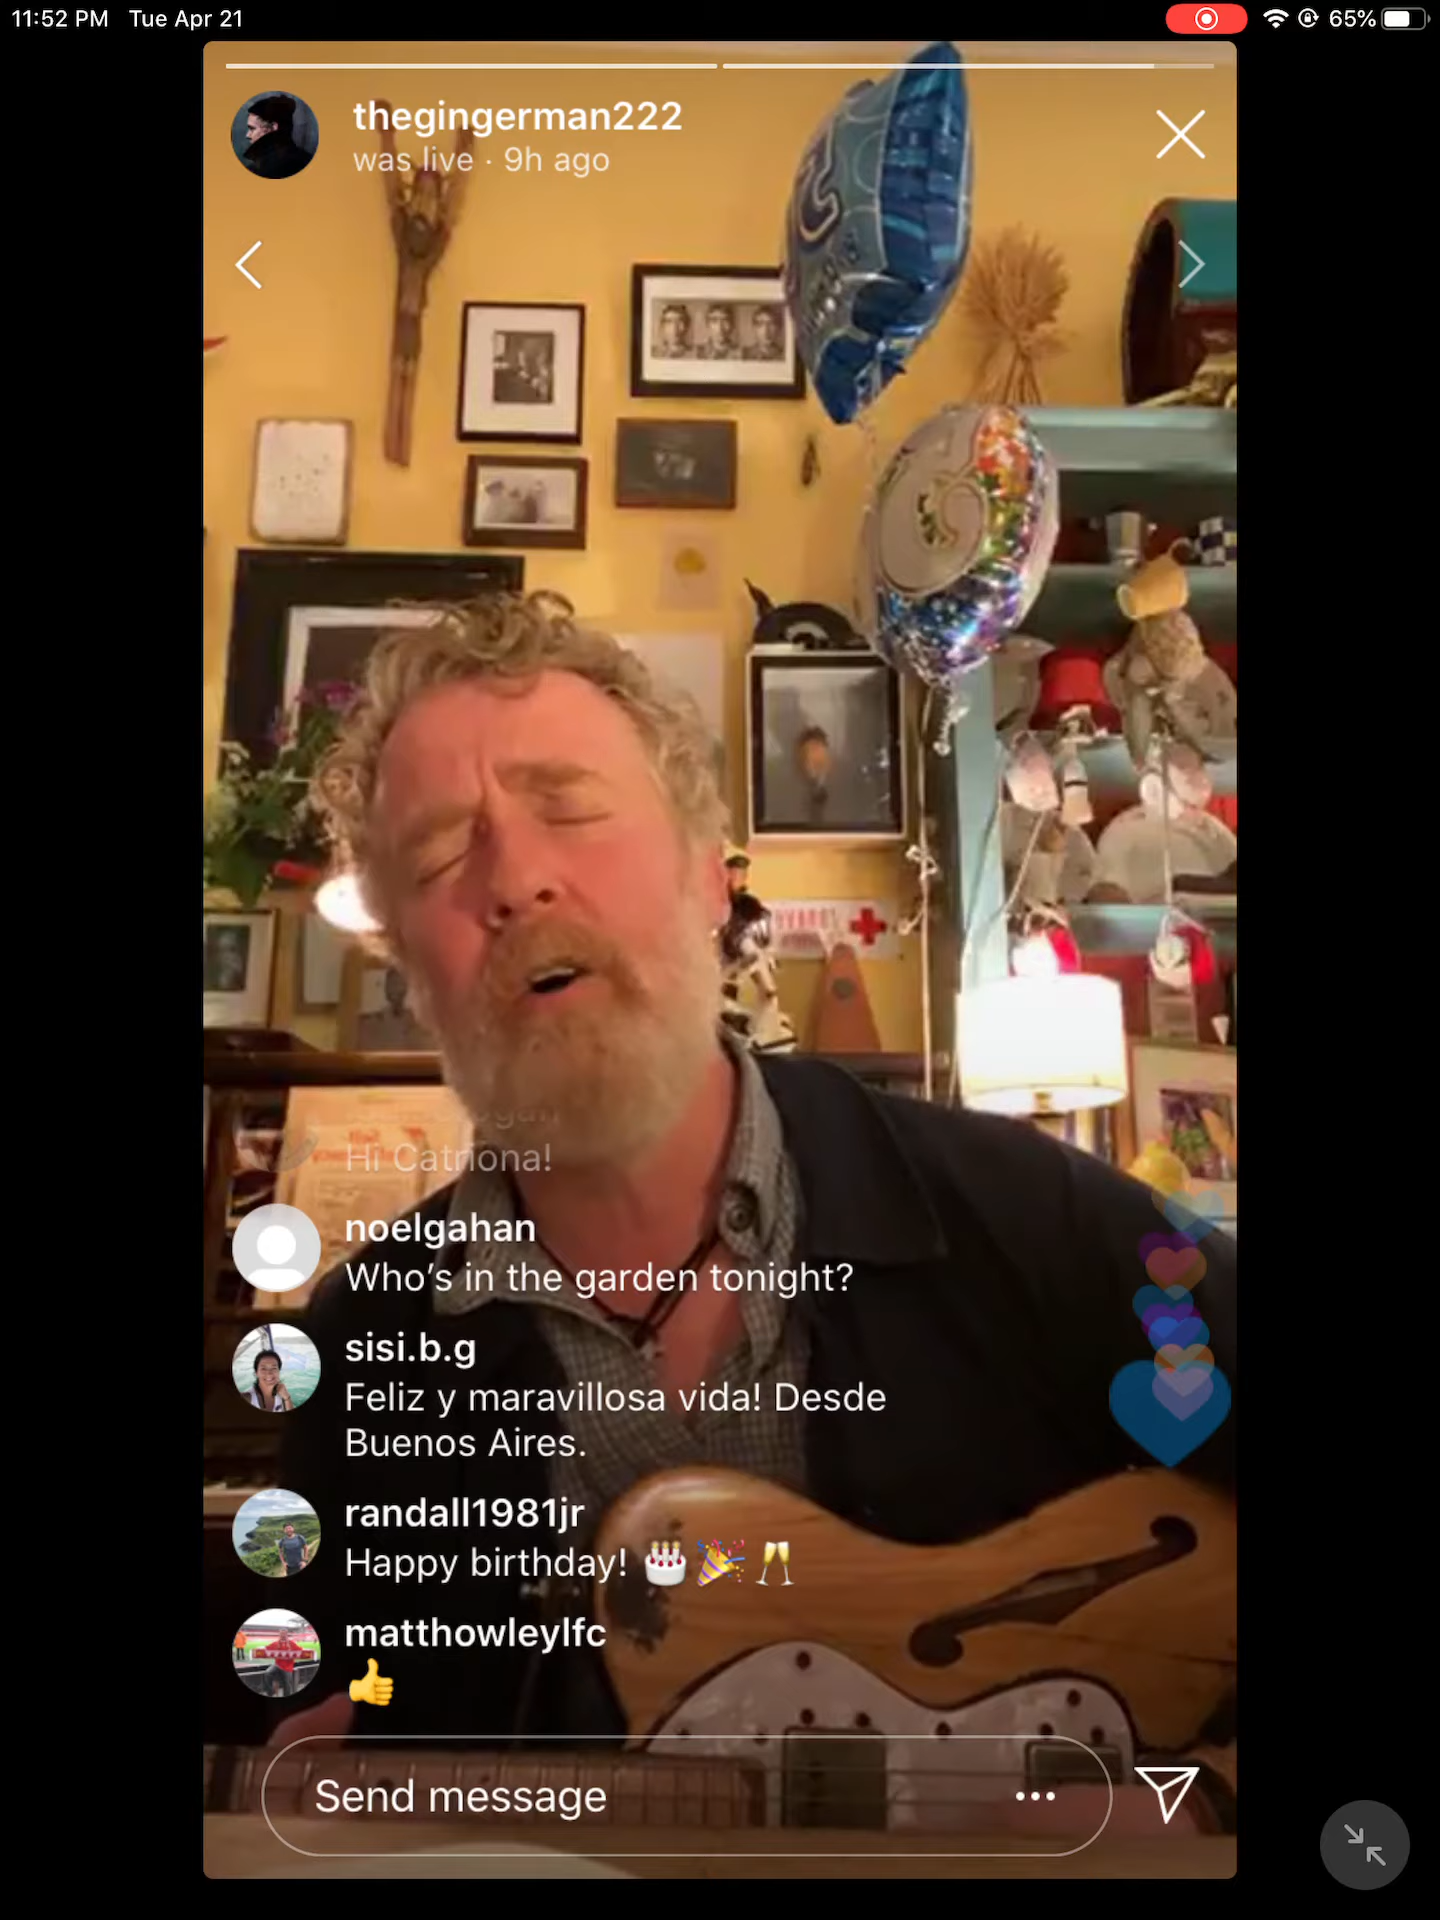 11:52 PM Tue Apr 21
65%
thegingerman222
was live · 9h ago
Hi Catriona!
noelgahan
Who's in the garden tonight?
sisi.b.g
Feliz y maravillosa vida! Desde
Buenos Aires.
randall1981jr
Happy birthday! 🎂🎉🥂
matthowleylfc
👍
Send message